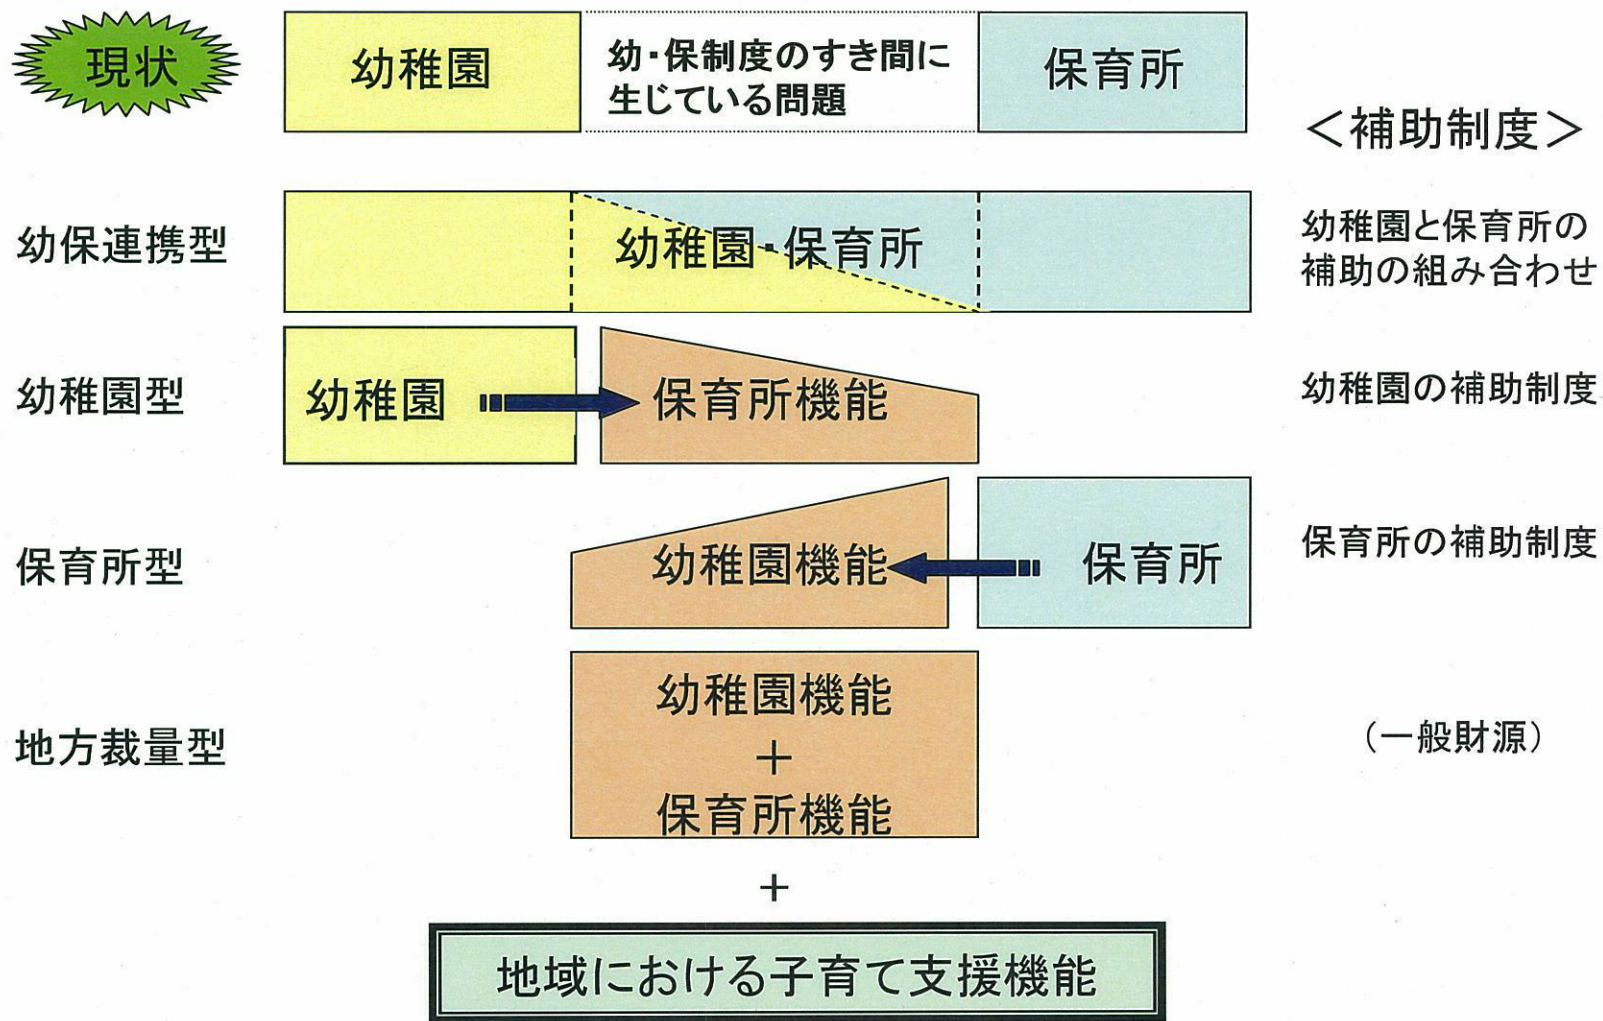 現状
幼稚園
幼・保制度のすき間に
生じている問題
保育所
＜補助制度＞
幼保連携型
幼稚園・保育所
幼稚園と保育所の
補助の組み合わせ
幼稚園型
幼稚園
保育所機能
幼稚園の補助制度
保育所型
幼稚園機能
保育所
保育所の補助制度
地方裁量型
幼稚園機能
＋
保育所機能
（一般財源）
＋
地域における子育て支援機能